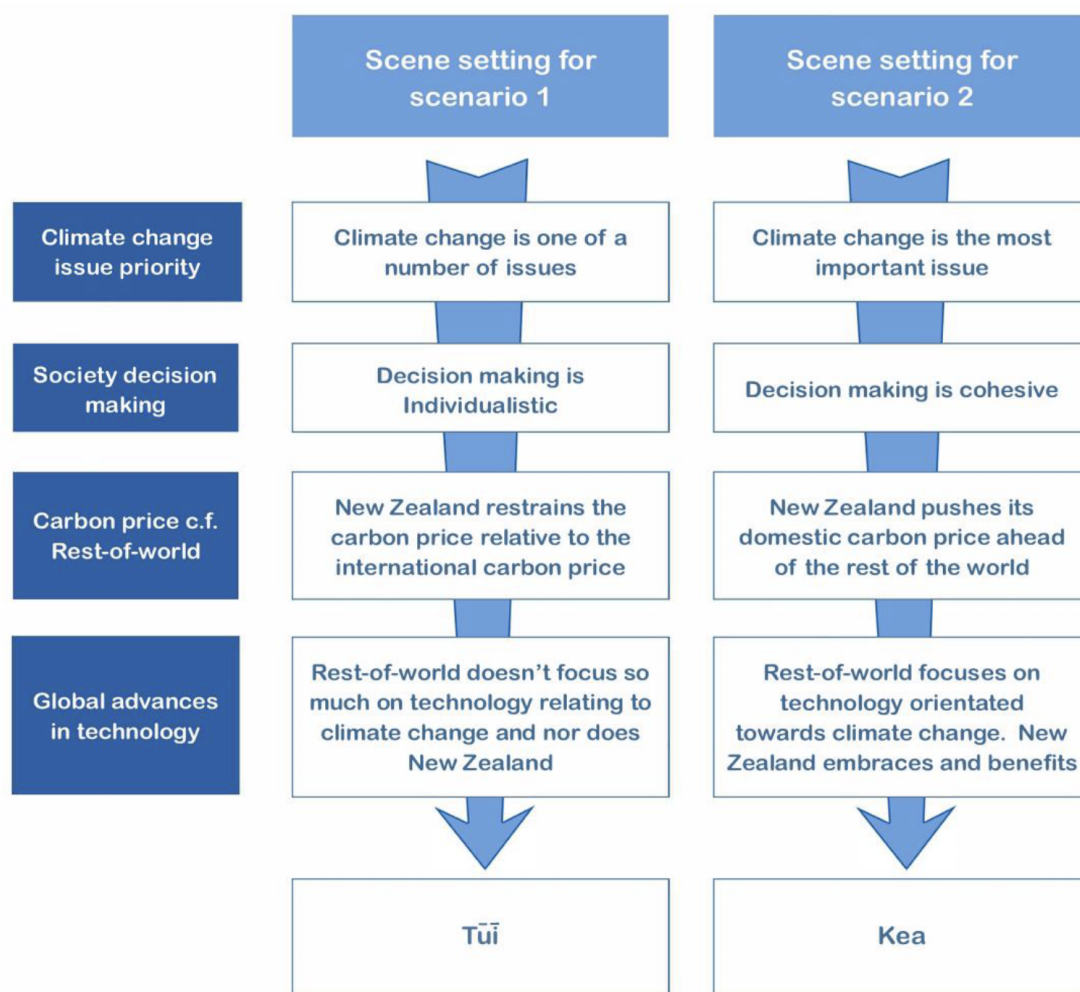 Scene setting for
scenario 1
Scene setting for
scenario 2
Climate change
issue priority
Climate change is one of a
number of issues
Climate change is the most
important issue
Society decision
making
Decision making is
Individualistic
Decision making is cohesive
Carbon price c.f.
Rest-of-world
New Zealand restrains the
carbon price relative to the
international carbon price
New Zealand pushes its
domestic carbon price ahead
of the rest of the world
Global advances
in technology
Rest-of-world doesn't focus so
much on technology relating to
climate change and nor does
New Zealand
Rest-of-world focuses on
technology orientated
towards climate change. New
Zealand embraces and benefits
Tūī
Kea